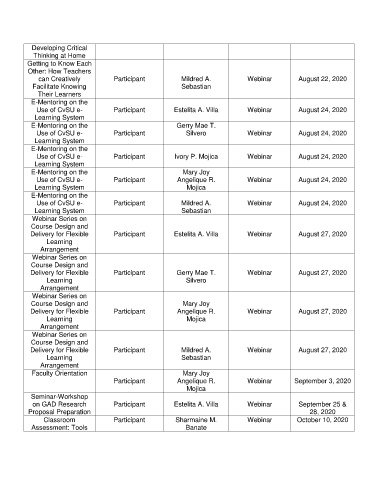 Developing Critical
Thinking at Home
Getting to Know Each
Other: How Teachers
can Creatively
Facilitate Knowing
Their Learners
Participant
Mildred A.
Sebastian
Webinar
August 22, 2020
E-Mentoring on the
Use of CvSU e-
Learning System
Participant
Estelita A. Villa
Webinar
August 24, 2020
E-Mentoring on the
Use of CvSU e-
Learning System
Participant
Gerry Mae T.
Silvero
Webinar
August 24, 2020
E-Mentoring on the
Use of CvSU e-
Learning System
Participant
Ivory P. Mojica
Webinar
August 24, 2020
E-Mentoring on the
Use of CvSU e-
Learning System
Participant
Mary Joy
Angelique R.
Mojica
Webinar
August 24, 2020
E-Mentoring on the
Use of CvSU e-
Learning System
Participant
Mildred A.
Sebastian
Webinar
August 24, 2020
Webinar Series on
Course Design and
Delivery for Flexible
Learning
Arrangement
Participant
Estelita A. Villa
Webinar
August 27, 2020
Webinar Series on
Course Design and
Delivery for Flexible
Learning
Arrangement
Participant
Gerry Mae T.
Silvero
Webinar
August 27, 2020
Webinar Series on
Course Design and
Delivery for Flexible
Learning
Arrangement
Participant
Mary Joy
Angelique R.
Mojica
Webinar
August 27, 2020
Webinar Series on
Course Design and
Delivery for Flexible
Learning
Arrangement
Participant
Mildred A.
Sebastian
Webinar
August 27, 2020
Faculty Orientation
Participant
Mary Joy
Angelique R.
Mojica
Webinar
September 3, 2020
Seminar-Workshop
on GAD Research
Proposal Preparation
Participant
Estelita A. Villa
Webinar
September 25 &
28, 2020
Classroom
Assessment: Tools
Participant
Sharmaine M.
Banate
Webinar
October 10, 2020